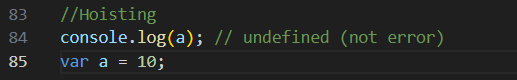 83 //Hoisting
84 console.log(a); // undefined (not error)
85 var a = 10;